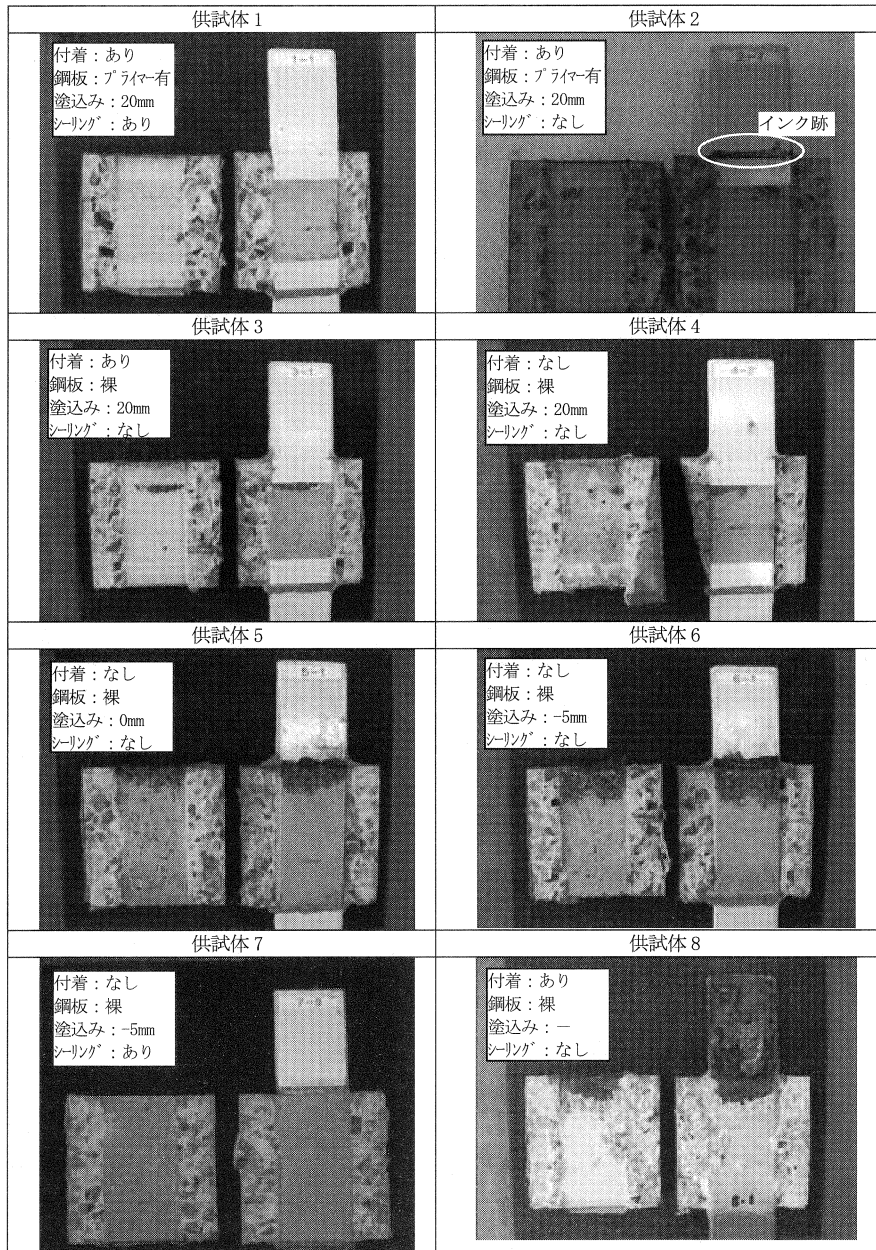 供試体1
供試体2
付着：あり
鋼板：プライマー有
塗込み：20mm
シーリング：あり
1-1
付着：あり
鋼板：プライマー有
塗込み：20mm
シーリング：なし
インク跡
供試体3
供試体4
付着：あり
鋼板：裸
塗込み：20mm
シーリング：なし
3-1
付着：なし
鋼板：裸
塗込み：20mm
シーリング：なし
供試体5
供試体6
付着：なし
鋼板：裸
塗込み：0mm
シーリング：なし
5-1
付着：なし
鋼板：裸
塗込み：-5mm
シーリング：なし
6-1
供試体7
供試体8
付着：なし
鋼板：裸
塗込み：-5mm
シーリング：あり
付着：あり
鋼板：裸
塗込み：－
シーリング：なし